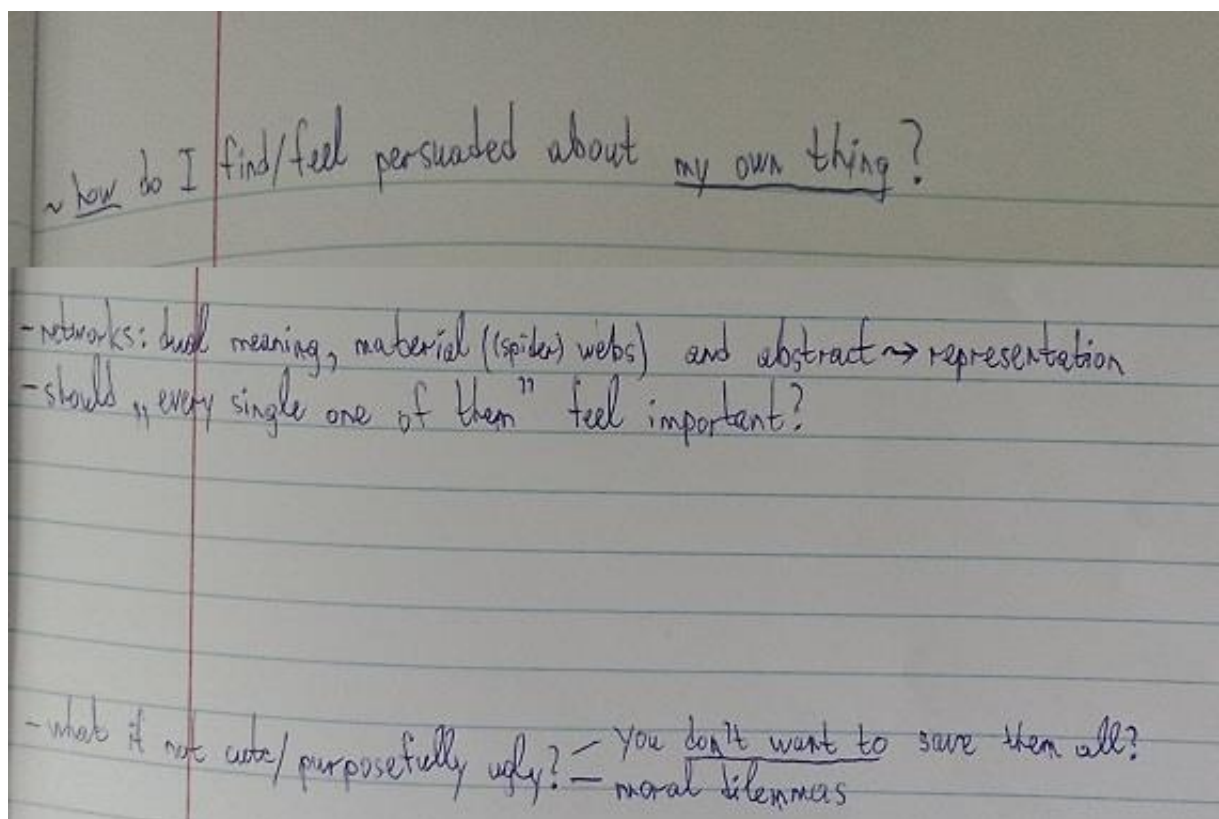 ~ how do I find/feel persuaded about my own thing?
- networks: dual meaning, material ((spider) webs) and abstract → representation
- should „every single one of them” feel important?
- what if not cute/purposefully ugly? – you don't want to save them all?
– moral dilemmas